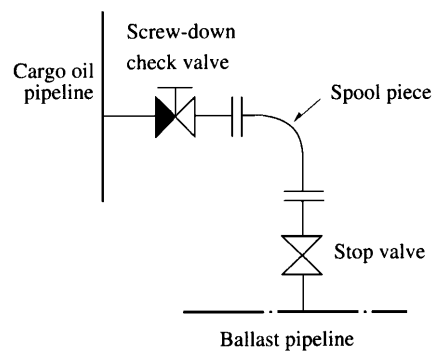 Screw-down
check valve
Cargo oil
pipeline
Spool piece
Stop valve
Ballast pipeline